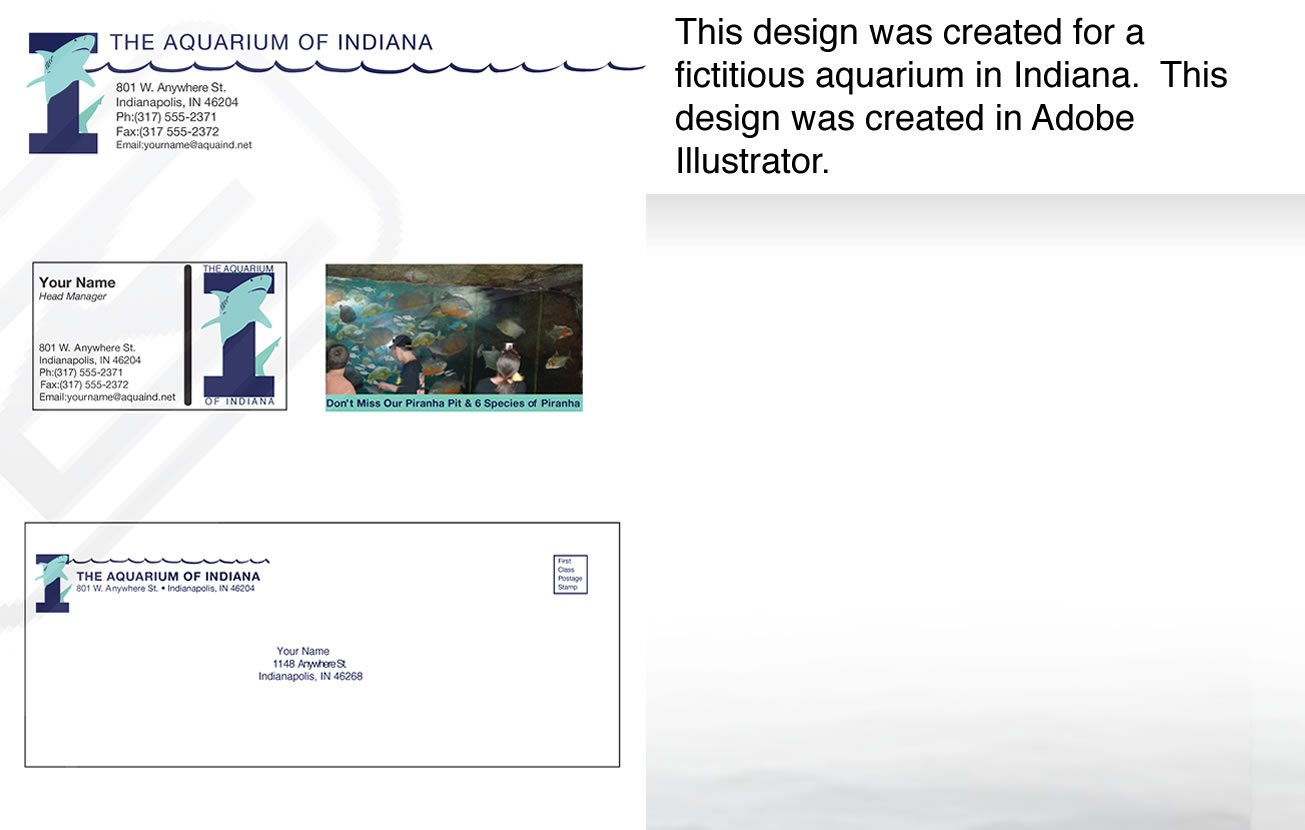 THE AQUARIUM OF INDIANA
801 W. Anywhere St.
Indianapolis, IN 46204
Ph:(317) 555-2371
Fax:(317 555-2372
Email:yourname@aquaind.net
This design was created for a
fictitious aquarium in Indiana.  This
design was created in Adobe
Illustrator.
Your Name
Head Manager
801 W. Anywhere St.
Indianapolis, IN 46204
Ph:(317) 555-2371
Fax:(317) 555-2372
Email:yourname@aquaind.net
THE AQUARIUM
I
OF INDIANA
Don't Miss Our Piranha Pit & 6 Species of Piranha
THE AQUARIUM OF INDIANA
801 W. Anywhere St. • Indianapolis, IN 46204
First
Class
Postage
Stamp
Your Name
1148 Anywhere St.
Indianapolis, IN 46268